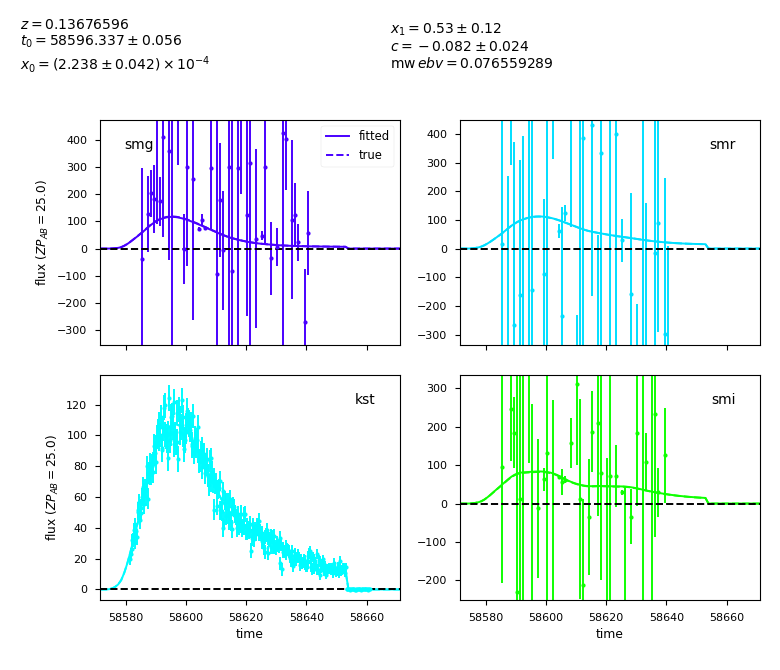 z = 0.13676596
t₀ = 58596.337 ± 0.056
x₀ = (2.238 ± 0.042) × 10⁻⁴
x₁ = 0.53 ± 0.12
c = −0.082 ± 0.024
mw ebv = 0.076559289
smg
fitted
true
400
300
200
100
0
−100
−200
−300
flux (ZP_AB = 25.0)
smr
400
300
200
100
0
−100
−200
−300
kst
120
100
80
60
40
20
0
flux (ZP_AB = 25.0)
58580 58600 58620 58640 58660
time
smi
300
200
100
0
−100
−200
58580 58600 58620 58640 58660
time